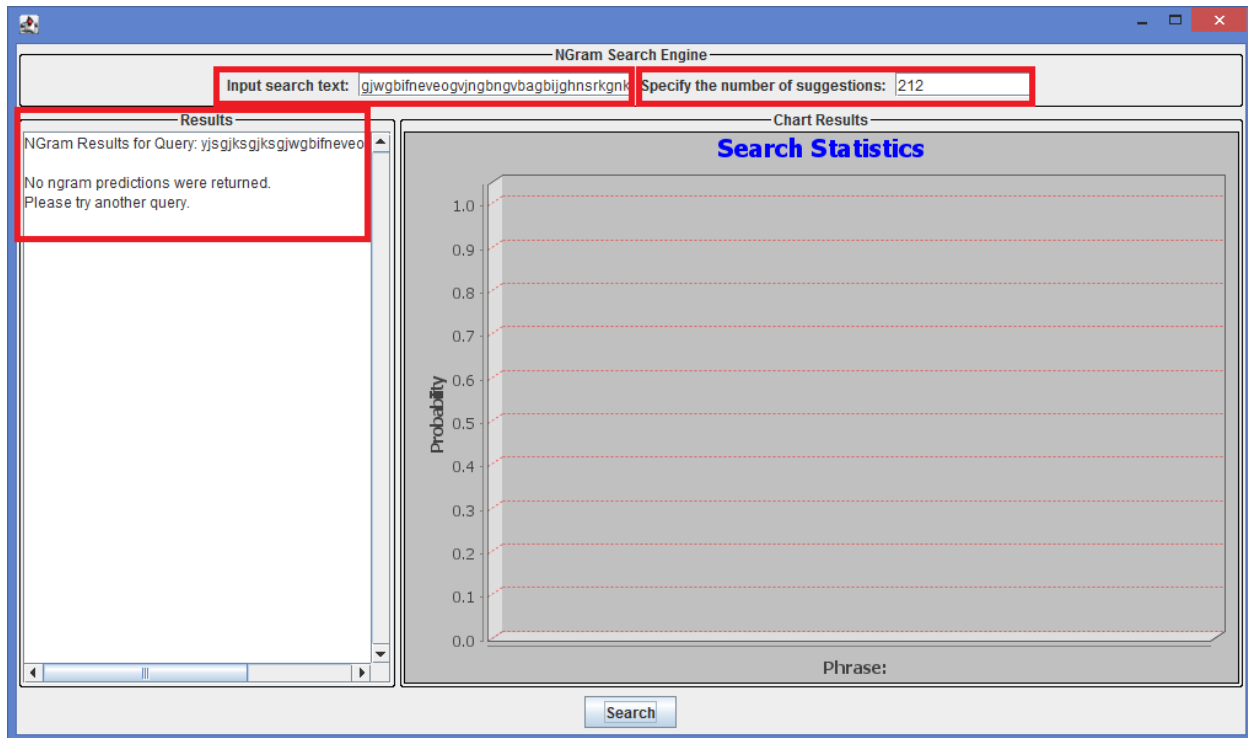 NGram Search Engine
Input search text: gjwgbifneveogvjngbngvbagbijghnsrkgnk Specify the number of suggestions: 212
Results
NGram Results for Query: yjsgjksgjksgjwgbifneveo
No ngram predictions were returned.
Please try another query.
Chart Results
Search Statistics
1.0
0.9
0.8
0.7
0.6
0.5
0.4
0.3
0.2
0.1
0.0
Probability
Phrase:
Search